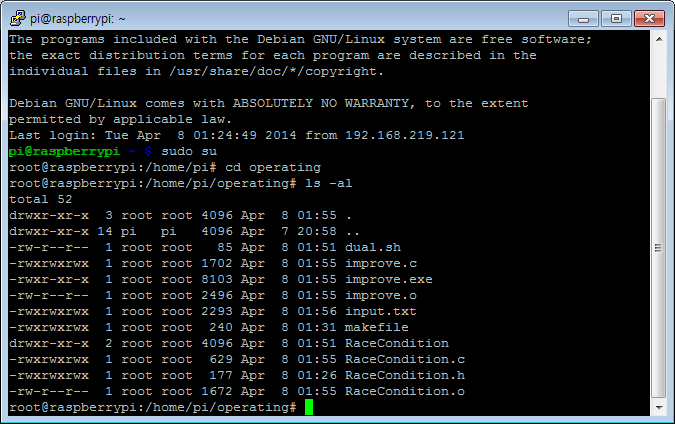 pi@raspberrypi: ~
The programs included with the Debian GNU/Linux system are free software;
the exact distribution terms for each program are described in the
individual files in /usr/share/doc/*/copyright.
Debian GNU/Linux comes with ABSOLUTELY NO WARRANTY, to the extent
permitted by applicable law.
Last login: Tue Apr  8 01:24:49 2014 from 192.168.219.121
pi@raspberrypi ~ $ sudo su
root@raspberrypi:/home/pi# cd operating
root@raspberrypi:/home/pi/operating# ls -al
total 52
drwxr-xr-x  3 root root 4096 Apr  8 01:55 .
drwxr-xr-x 14 pi   pi   4096 Apr  7 20:58 ..
-rw-r--r--  1 root root   85 Apr  8 01:51 dual.sh
-rwxrwxrwx  1 root root 1702 Apr  8 01:55 improve.c
-rwxr-xr-x  1 root root 8103 Apr  8 01:55 improve.exe
-rw-r--r--  1 root root 2496 Apr  8 01:55 improve.o
-rwxrwxrwx  1 root root 2293 Apr  8 01:56 input.txt
-rwxrwxrwx  1 root root  240 Apr  8 01:31 makefile
drwxr-xr-x  2 root root 4096 Apr  8 01:51 RaceCondition
-rwxrwxrwx  1 root root  629 Apr  8 01:55 RaceCondition.c
-rwxrwxrwx  1 root root  177 Apr  8 01:26 RaceCondition.h
-rw-r--r--  1 root root 1672 Apr  8 01:55 RaceCondition.o
root@raspberrypi:/home/pi/operating#